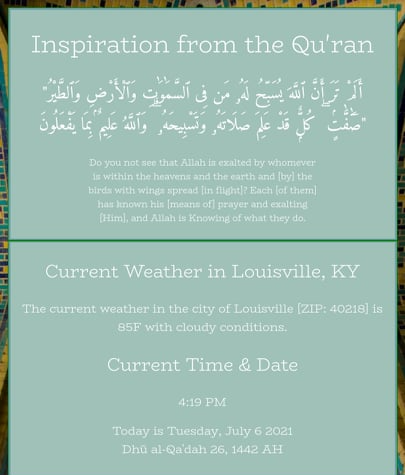 Inspiration from the Qu'ran
"أَلَمْ تَرَ أَنَّ ٱللَّهَ يُسَبِّحُ لَهُۥ مَن فِى ٱلسَّمَـٰوَٰتِ وَٱلْأَرْضِ وَٱلطَّيْرُ
صَـٰٓفَّـٰتٍۢ ۖ كُلٌّۭ قَدْ عَلِمَ صَلَاتَهُۥ وَتَسْبِيحَهُۥ ۗ وَٱللَّهُ عَلِيمٌۢ بِمَا يَفْعَلُونَ"
Do you not see that Allah is exalted by whomever
is within the heavens and the earth and [by] the
birds with wings spread [in flight]? Each [of them]
has known his [means of] prayer and exalting
[Him], and Allah is Knowing of what they do.
Current Weather in Louisville, KY
The current weather in the city of Louisville [ZIP: 40218] is
85F with cloudy conditions.
Current Time & Date
4:19 PM
Today is Tuesday, July 6 2021
Dhū al-Qaʿdah 26, 1442 AH